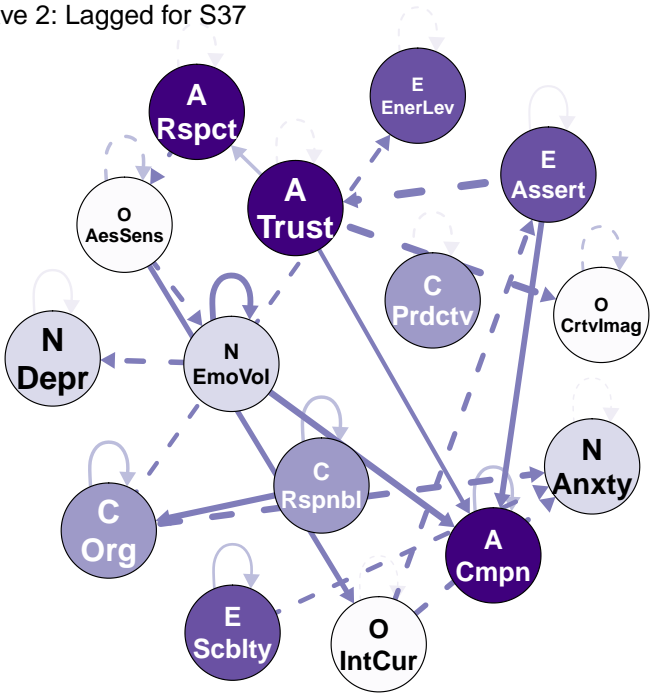 ve 2: Lagged for S37
A
Rspct
E
EnerLev
E
Assert
A
Trust
O
AesSens
C
Prdctv
O
CrtvImag
N
Depr
N
EmoVol
C
Rspnbl
N
Anxty
C
Org
A
Cmpn
E
Scblty
O
IntCur